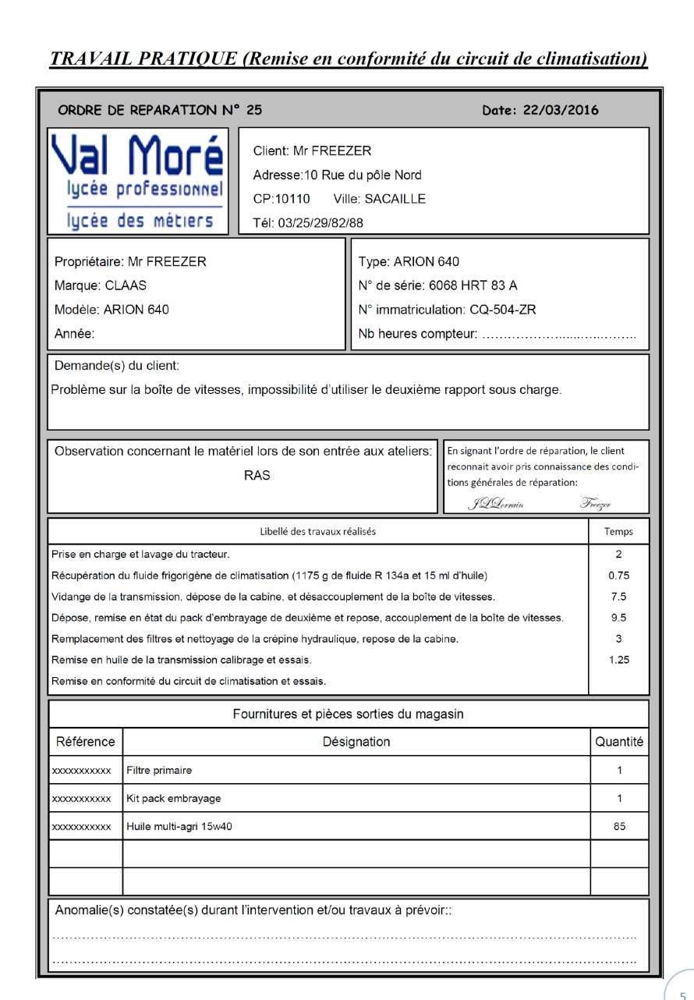 TRAVAIL PRATIQUE (Remise en conformité du circuit de climatisation)
ORDRE DE REPARATION N° 25 Date: 22/03/2016
Val Moré
lycée professionnel
lycée des métiers
Client: Mr FREEZER
Adresse:10 Rue du pôle Nord
CP:10110 Ville: SACAILLE
Tél: 03/25/29/82/88
Propriétaire: Mr FREEZER
Marque: CLAAS
Modèle: ARION 640
Année:
Type: ARION 640
N° de série: 6068 HRT 83 A
N° immatriculation: CQ-504-ZR
Nb heures compteur: ……………….....…..………..
Demande(s) du client:
Problème sur la boîte de vitesses, impossibilité d'utiliser le deuxième rapport sous charge.
Observation concernant le matériel lors de son entrée aux ateliers:
RAS
En signant l'ordre de réparation, le client
reconnait avoir pris connaissance des condi-
tions générales de réparation:
JLLorrain Freezer
Libellé des travaux réalisés Temps
Prise en charge et lavage du tracteur. 2
Récupération du fluide frigorigène de climatisation (1175 g de fluide R 134a et 15 ml d'huile) 0.75
Vidange de la transmission, dépose de la cabine, et désaccouplement de la boîte de vitesses. 7.5
Dépose, remise en état du pack d'embrayage de deuxième et repose, accouplement de la boîte de vitesses. 9.5
Remplacement des filtres et nettoyage de la crépine hydraulique, repose de la cabine. 3
Remise en huile de la transmission calibrage et essais. 1.25
Remise en conformité du circuit de climatisation et essais.
Fournitures et pièces sorties du magasin
Référence Désignation Quantité
xxxxxxxxxxx Filtre primaire 1
xxxxxxxxxxx Kit pack embrayage 1
xxxxxxxxxxx Huile multi-agri 15w40 85
Anomalie(s) constatée(s) durant l'intervention et/ou travaux à prévoir::
5